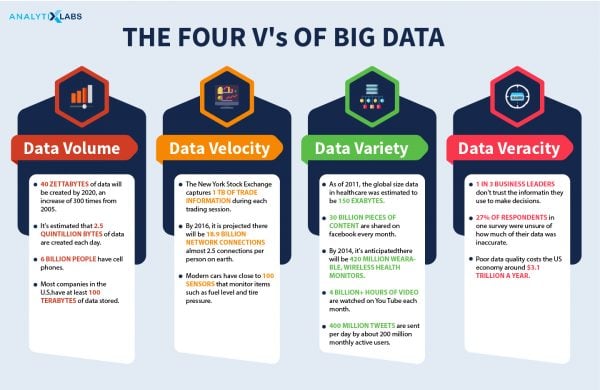 ANALYTIXLABS
THE FOUR V's OF BIG DATA
Data Volume
40 ZETTABYTES of data will
be created by 2020, an
increase of 300 times from
2005.
It's estimated that 2.5
QUINTILLION BYTES of data
are created each day.
6 BILLION PEOPLE have cell
phones.
Most companies in the
U.S,have at least 100
TERABYTES of data stored.
Data Velocity
The New York Stock Exchange
captures 1 TB OF TRADE
INFORMATION during each
trading session.
By 2016, it is projected there
will be 18.9 BILLION
NETWORK CONNECTIONS
almost 2.5 connections per
person on earth.
Modern cars have close to 100
SENSORS that monitor items
such as fuel level and tire
pressure.
Data Variety
As of 2011, the global size data
in healthcare was estimated to
be 150 EXABYTES.
30 BILLION PIECES OF
CONTENT are shared on
facebook every month.
By 2014, it's anticipatedthere
will be 420 MILLION WEARA-
RLE, WIRELESS HEALTH
MONITORS.
4 BILLION+ HOURS OF VIDEO
are watched on You Tube each
month.
400 MILLION TWEETS are sent
per day by about 200 million
monthly active users.
Data Veracity
1 IN 3 BUSINESS LEADERS
don't trust the informatin they
use to make decisions.
27% OF RESPONDENTS in
one survey were unsure of
how much of their data was
inaccurate.
Poor data quality costs the US
economy around $3.1
TRILLION A YEAR.